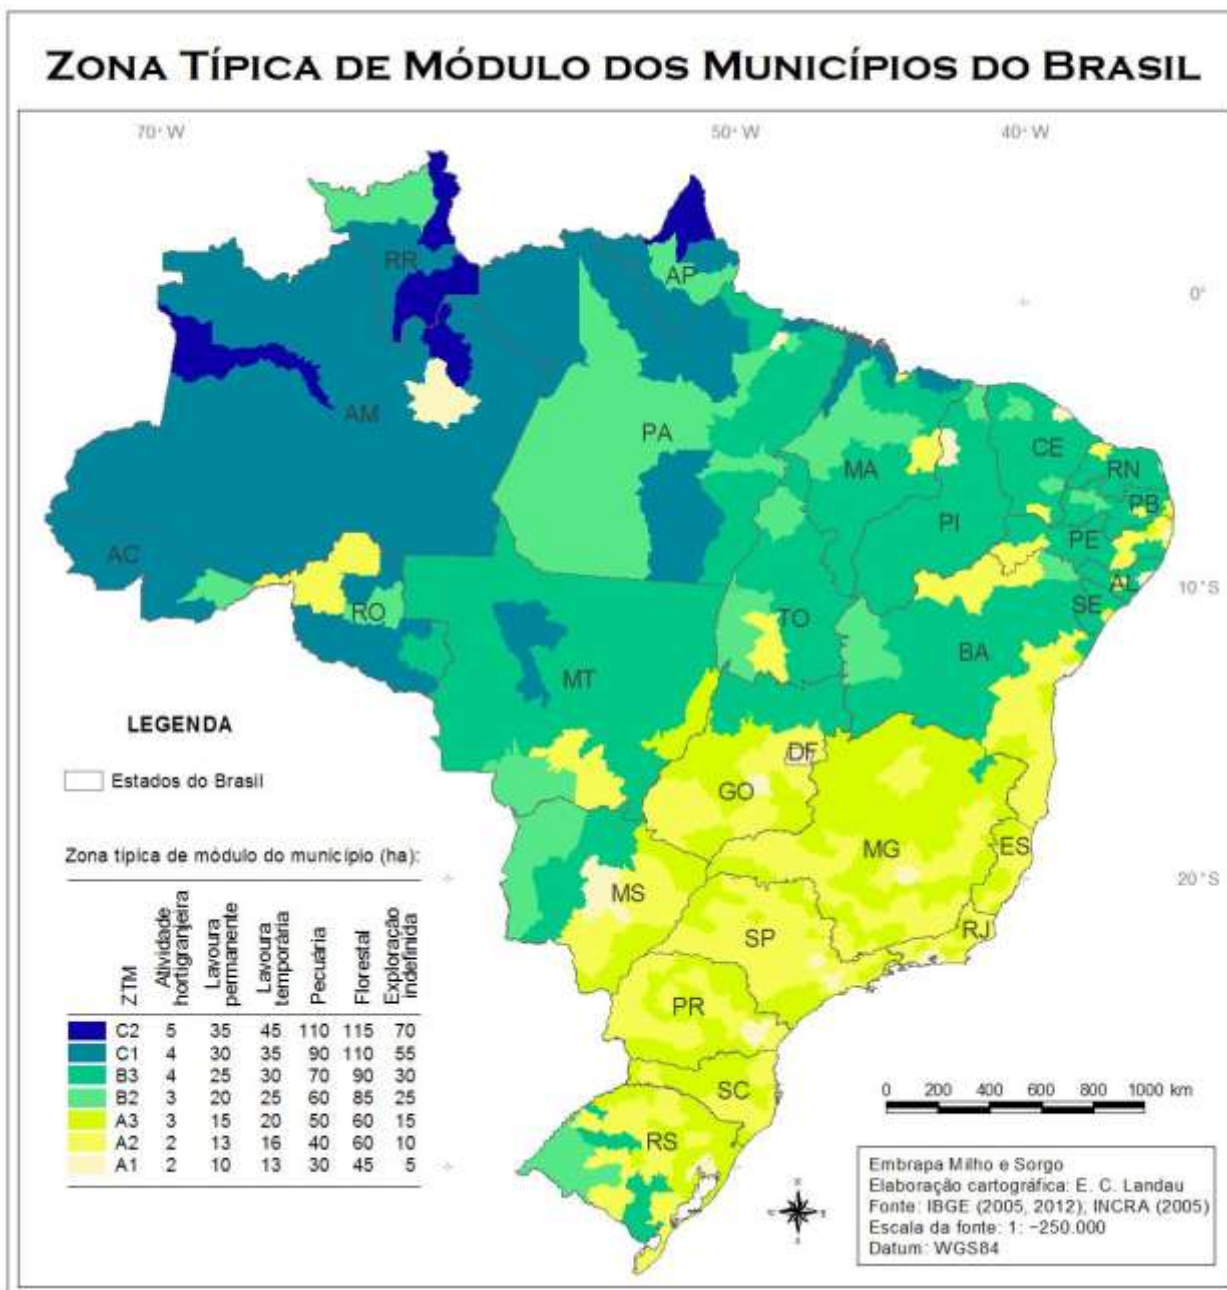 ZONA TÍPICA DE MÓDULO DOS MUNICÍPIOS DO BRASIL
70° W 50° W 40° W
RR
AP
0°
AM
PA
MA
CE
RN
PB
PI
PE
AC
AL
10° S
RO
TO
SE
BA
MT
LEGENDA
DF
Estados do Brasil
GO
MG
ES
20° S
MS
SP
RJ
PR
SC
RS
Zona típica de módulo do município (ha):
ZTM Atividade hortigranjeira Lavoura permanente Lavoura temporária Pecuária Florestal Exploração indefinida
C2 5 35 45 110 115 70
C1 4 30 35 90 110 55
B3 4 25 30 70 90 30
B2 3 20 25 60 85 25
A3 3 15 20 50 60 15
A2 2 13 16 40 60 10
A1 2 10 13 30 45 5
0 200 400 600 800 1000 km
Embrapa Milho e Sorgo
Elaboração cartográfica: E. C. Landau
Fonte: IBGE (2005, 2012), INCRA (2005)
Escala da fonte: 1: ~250.000
Datum: WGS84